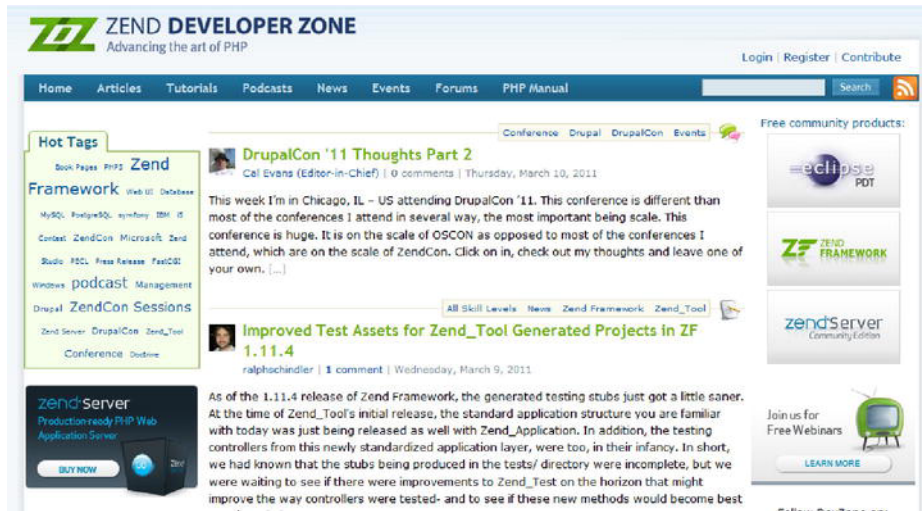 ZEND DEVELOPER ZONE
Advancing the art of PHP
Login | Register | Contribute
Home Articles Tutorials Podcasts News Events Forums PHP Manual
Search
Hot Tags
Book Pages PHP5 Zend
Framework Web UI Database
MySQL PostgreSQL symfony IBM i5
Contest ZendCon Microsoft Zend
Studio PECL Press Release FastCGI
Windows podcast Management
Drupal ZendCon Sessions
Zend Server DrupalCon Zend_Tool
Conference Doctrine
zend Server
Production-ready PHP Web
Application Server
BUY NOW
Conference Drupal DrupalCon Events
DrupalCon '11 Thoughts Part 2
Cal Evans (Editor-in-Chief) | 0 comments | Thursday, March 10, 2011
This week I'm in Chicago, IL – US attending DrupalCon '11. This conference is different than
most of the conferences I attend in several way, the most important being scale. This
conference is huge. It is on the scale of OSCON as opposed to most of the conferences I
attend, which are on the scale of ZendCon. Click on in, check out my thoughts and leave one of
your own. [...]
All Skill Levels News Zend Framework Zend_Tool
Improved Test Assets for Zend_Tool Generated Projects in ZF
1.11.4
ralphschindler | 1 comment | Wednesday, March 9, 2011
As of the 1.11.4 release of Zend Framework, the generated testing stubs just got a little saner.
At the time of Zend_Tool's initial release, the standard application structure you are familiar
with today was just being released as well with Zend_Application. In addition, the testing
controllers from this newly standardized application layer, were too, in their infancy. In short,
we had known that the stubs being produced in the tests/ directory were incomplete, but we
were waiting to see if there were improvements to Zend_Test on the horizon that might
improve the way controllers were tested- and to see if these new methods would become best
Free community products:
eclipse
PDT
ZF ZEND
FRAMEWORK
zend Server
Community Edition
Join us for
Free Webinars
LEARN MORE